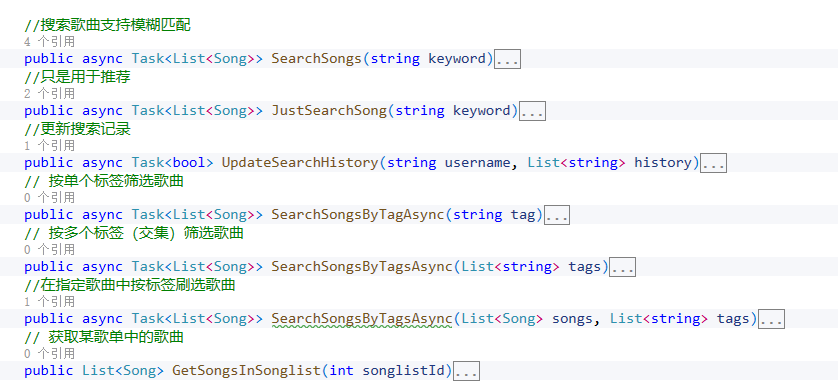 //搜索歌曲支持模糊匹配
4 个引用
public async Task<List<Song>> SearchSongs(string keyword)...
//只是用于推荐
2 个引用
public async Task<List<Song>> JustSearchSong(string keyword)...
//更新搜索记录
1 个引用
public async Task<bool> UpdateSearchHistory(string username, List<string> history)...
// 按单个标签筛选歌曲
0 个引用
public async Task<List<Song>> SearchSongsByTagAsync(string tag)...
// 按多个标签（交集）筛选歌曲
0 个引用
public async Task<List<Song>> SearchSongsByTagsAsync(List<string> tags)...
//在指定歌曲中按标签刷选歌曲
1 个引用
public async Task<List<Song>> SearchSongsByTagsAsync(List<Song> songs, List<string> tags)...
// 获取某歌单中的歌曲
0 个引用
public List<Song> GetSongsInSonglist(int songlistId)...